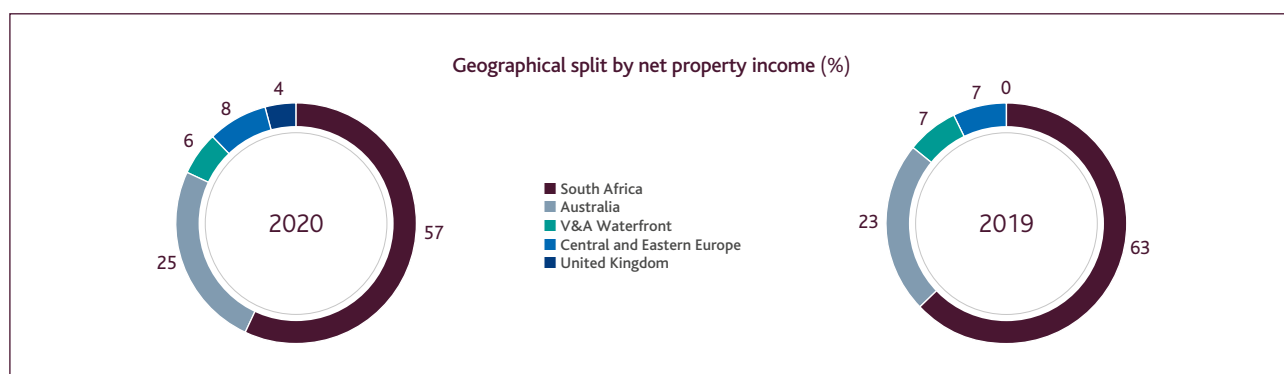 Geographical split by net property income (%)
4
8
6
25
57
2020
South Africa
Australia
V&A Waterfront
Central and Eastern Europe
United Kingdom
0
7
7
23
63
2019